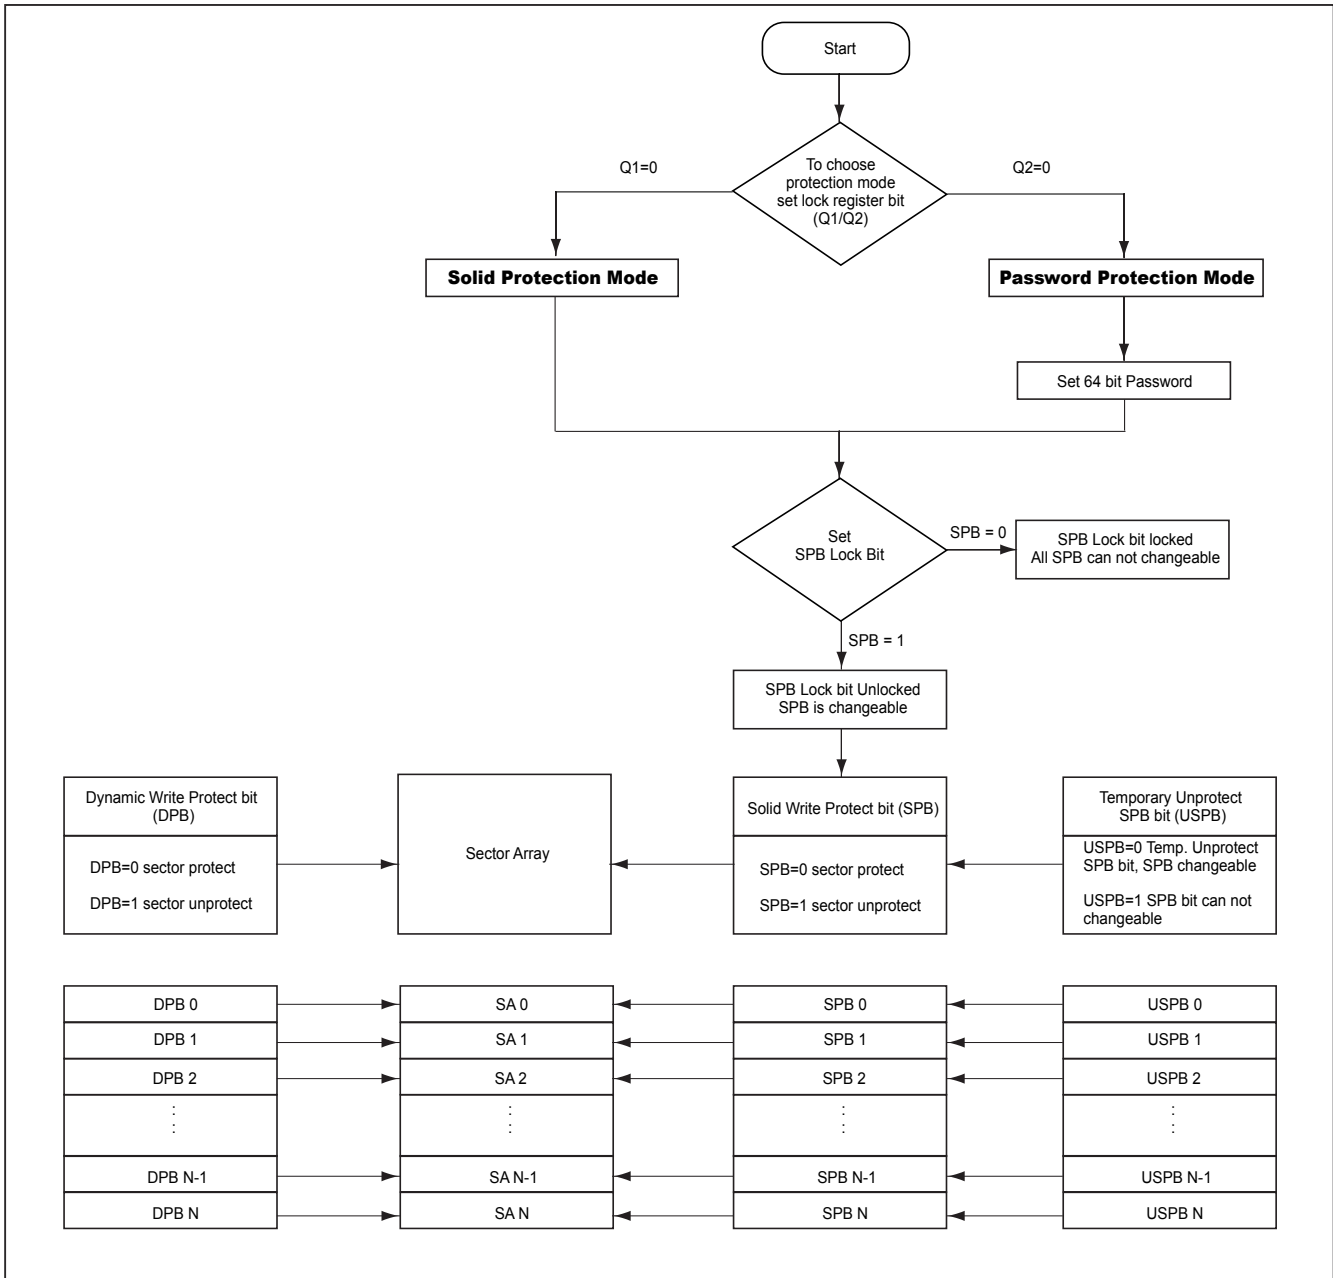 Start
To choose
protection mode
set lock register bit
(Q1/Q2)
Q1=0
Q2=0
Solid Protection Mode
Password Protection Mode
Set 64 bit Password
Set
SPB Lock Bit
SPB = 0
SPB Lock bit locked
All SPB can not changeable
SPB = 1
SPB Lock bit Unlocked
SPB is changeable
Dynamic Write Protect bit
(DPB)
DPB=0 sector protect
DPB=1 sector unprotect
Sector Array
Solid Write Protect bit (SPB)
SPB=0 sector protect
SPB=1 sector unprotect
Temporary Unprotect
SPB bit (USPB)
USPB=0 Temp. Unprotect
SPB bit, SPB changeable
USPB=1 SPB bit can not
changeable
DPB 0 SA 0 SPB 0 USPB 0
DPB 1 SA 1 SPB 1 USPB 1
DPB 2 SA 2 SPB 2 USPB 2
: : : :
: : : :
DPB N-1 SA N-1 SPB N-1 USPB N-1
DPB N SA N SPB N USPB N